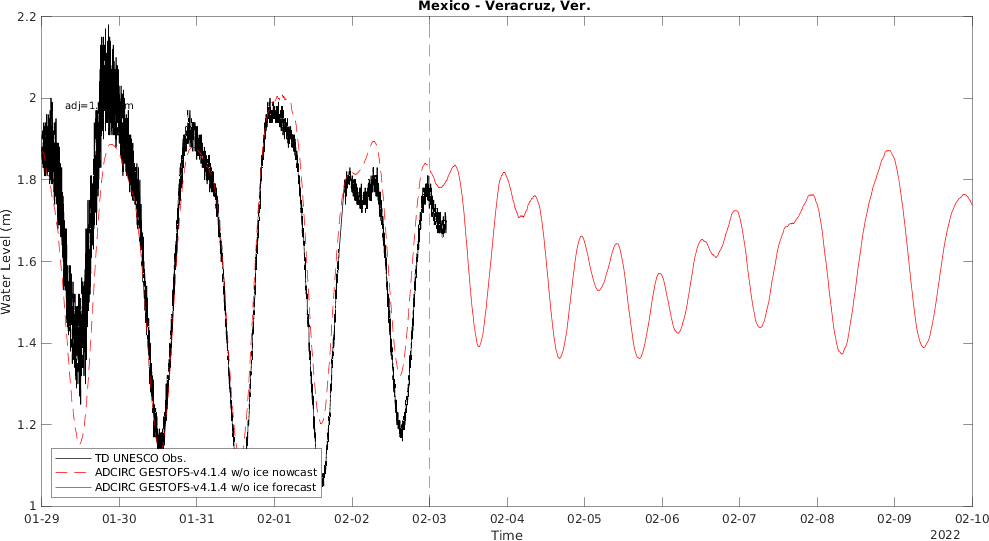 Mexico - Veracruz, Ver.
2.2
2
1.8
1.6
1.4
1.2
1
Water Level (m)
TD UNESCO Obs.
ADCIRC GESTOFS-v4.1.4 w/o ice nowcast
ADCIRC GESTOFS-v4.1.4 w/o ice forecast
01-29 01-30 01-31 02-01 02-02 02-03 02-04 02-05 02-06 02-07 02-08 02-09 02-10
Time
2022